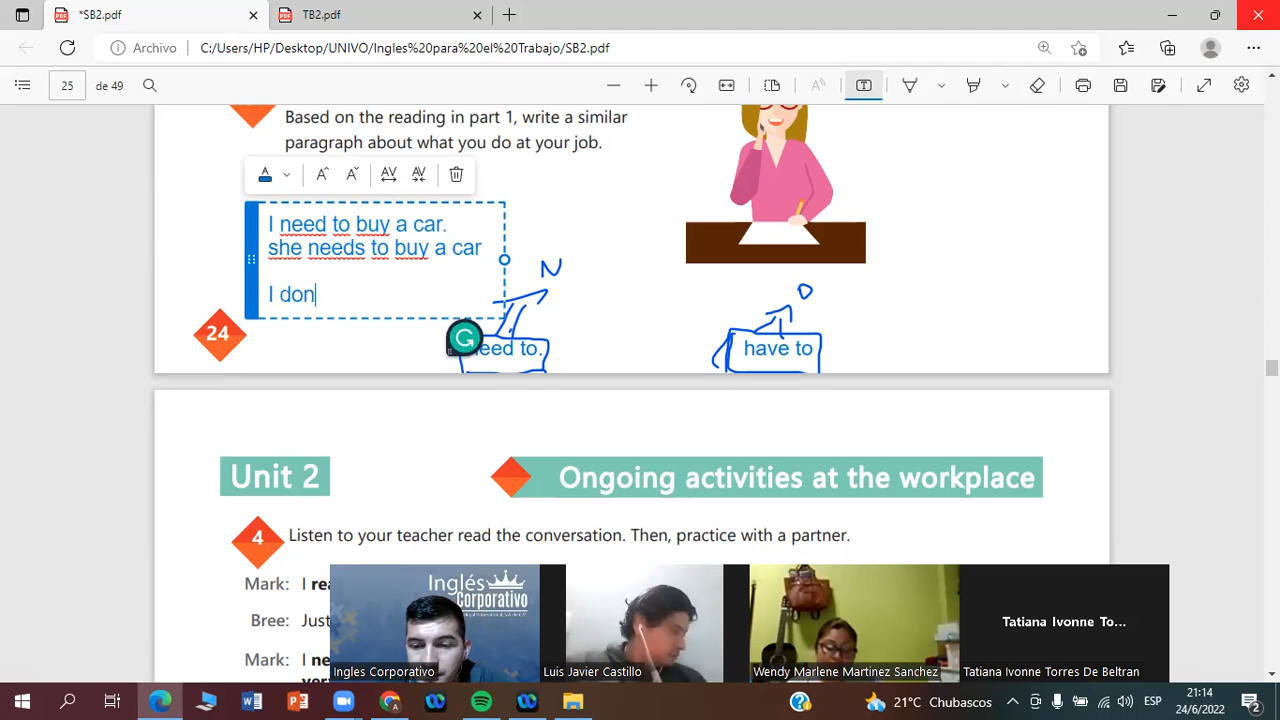 *SB2.pdf
TB2.pdf
Archivo
C:/Users/HP/Desktop/UNIVO/Ingles%20para%20el%20Trabajo/SB2.pdf
25 de 49
Based on the reading in part 1, write a similar
paragraph about what you do at your job.
I need to buy a car.
she needs to buy a car
I don
N
O
24
need to.
have to
Unit 2
Ongoing activities at the workplace
4 Listen to your teacher read the conversation. Then, practice with a partner.
Mark: I
Bree: Just
Mark: I
Inglés
Corporativo
Ingles Corporativo
Luis Javier Castillo
Wendy Marlene Martinez Sanchez
Tatiana Ivonne To...
Tatiana Ivonne Torres De Beltran
21°C Chubascos
ESP
21:14
24/6/2022
2